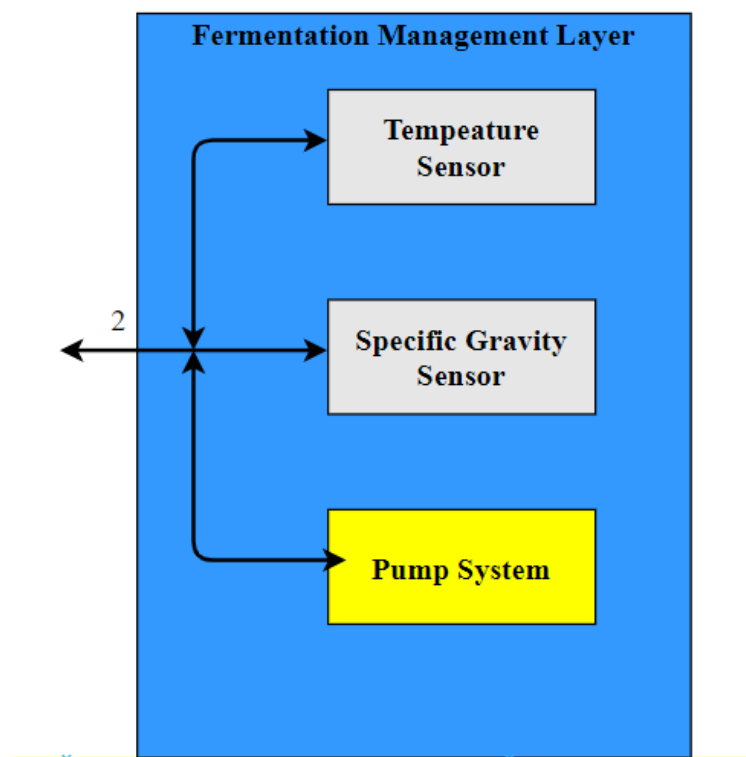 Fermentation Management Layer
Tempeature
Sensor
2
Specific Gravity
Sensor
Pump System